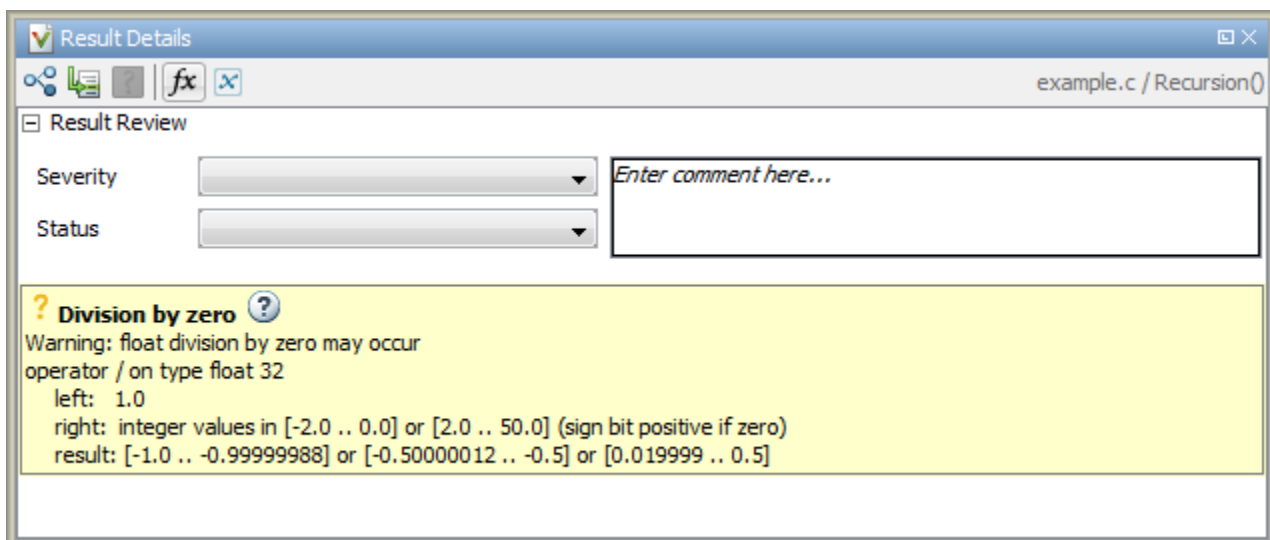 Result Details
fx x example.c / Recursion()
Result Review
Severity
Enter comment here...
Status
? Division by zero ?
Warning: float division by zero may occur
operator / on type float 32
left: 1.0
right: integer values in [-2.0 .. 0.0] or [2.0 .. 50.0] (sign bit positive if zero)
result: [-1.0 .. -0.99999988] or [-0.50000012 .. -0.5] or [0.019999 .. 0.5]